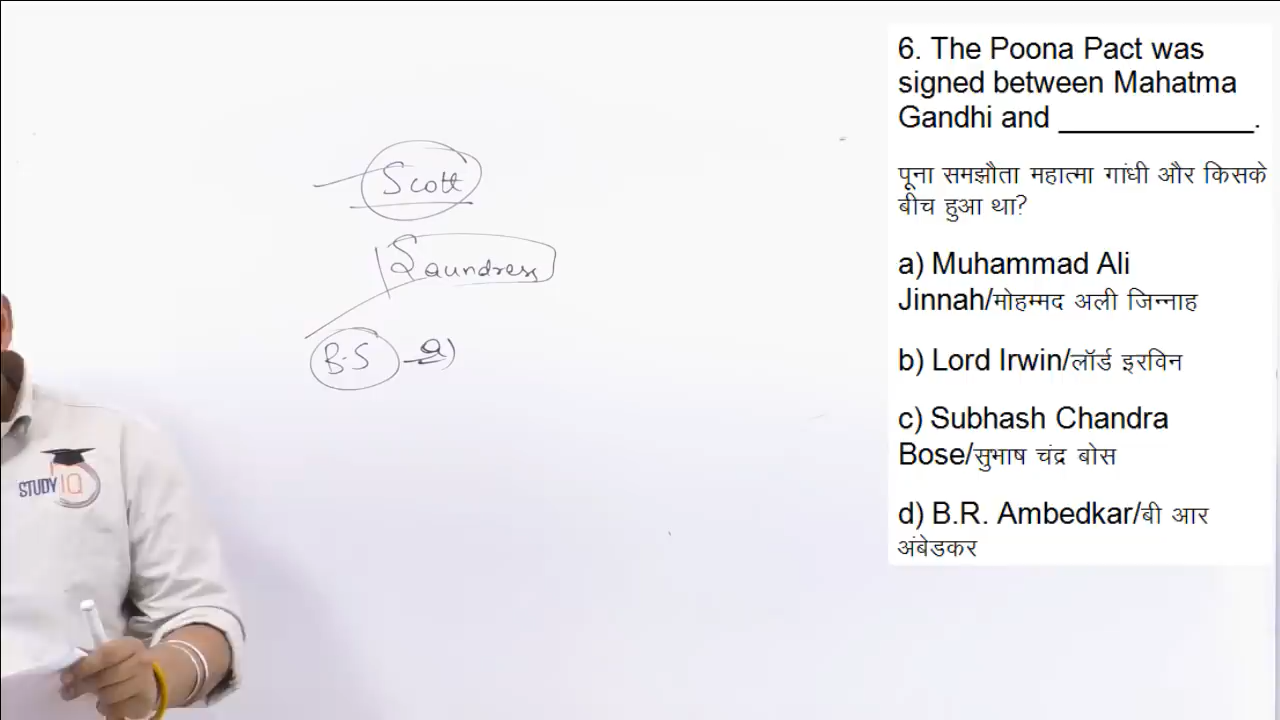 Scott
Saundress
B.S - a)
STUDY IQ
6. The Poona Pact was
signed between Mahatma
Gandhi and ____________.
पूना समझौता महात्मा गांधी और किसके
बीच हुआ था?
a) Muhammad Ali
Jinnah/मोहम्मद अली जिन्नाह
b) Lord Irwin/लॉर्ड इरविन
c) Subhash Chandra
Bose/सुभाष चंद्र बोस
d) B.R. Ambedkar/बी आर
अंबेडकर